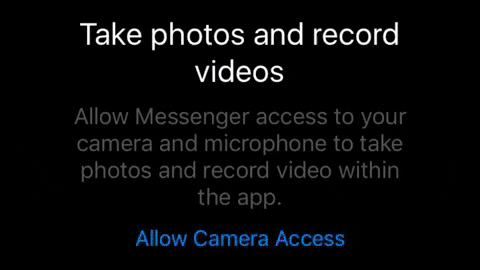 Take photos and record
videos
Allow Messenger access to your
camera and microphone to take
photos and record video within
the app.
Allow Camera Access